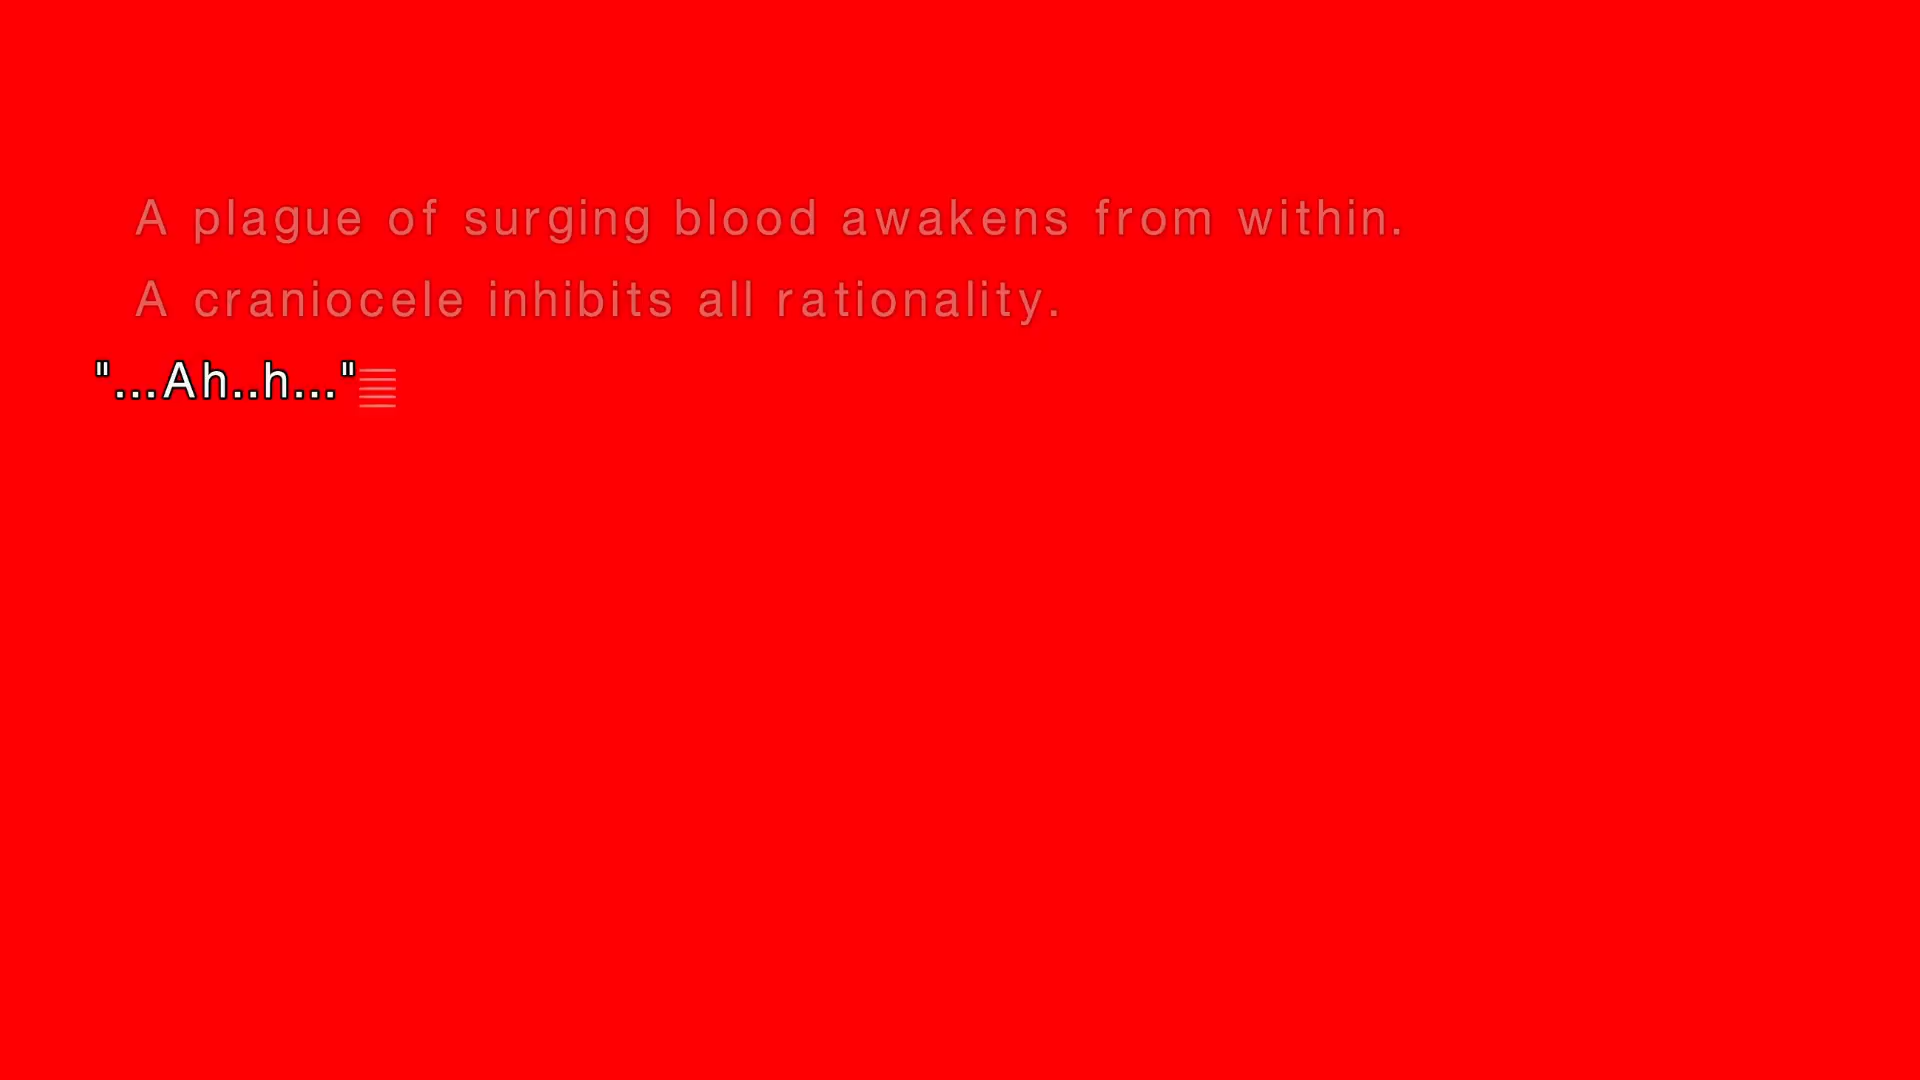 A plague of surging blood awakens from within.
A craniocele inhibits all rationality.
"...Ah..h..."